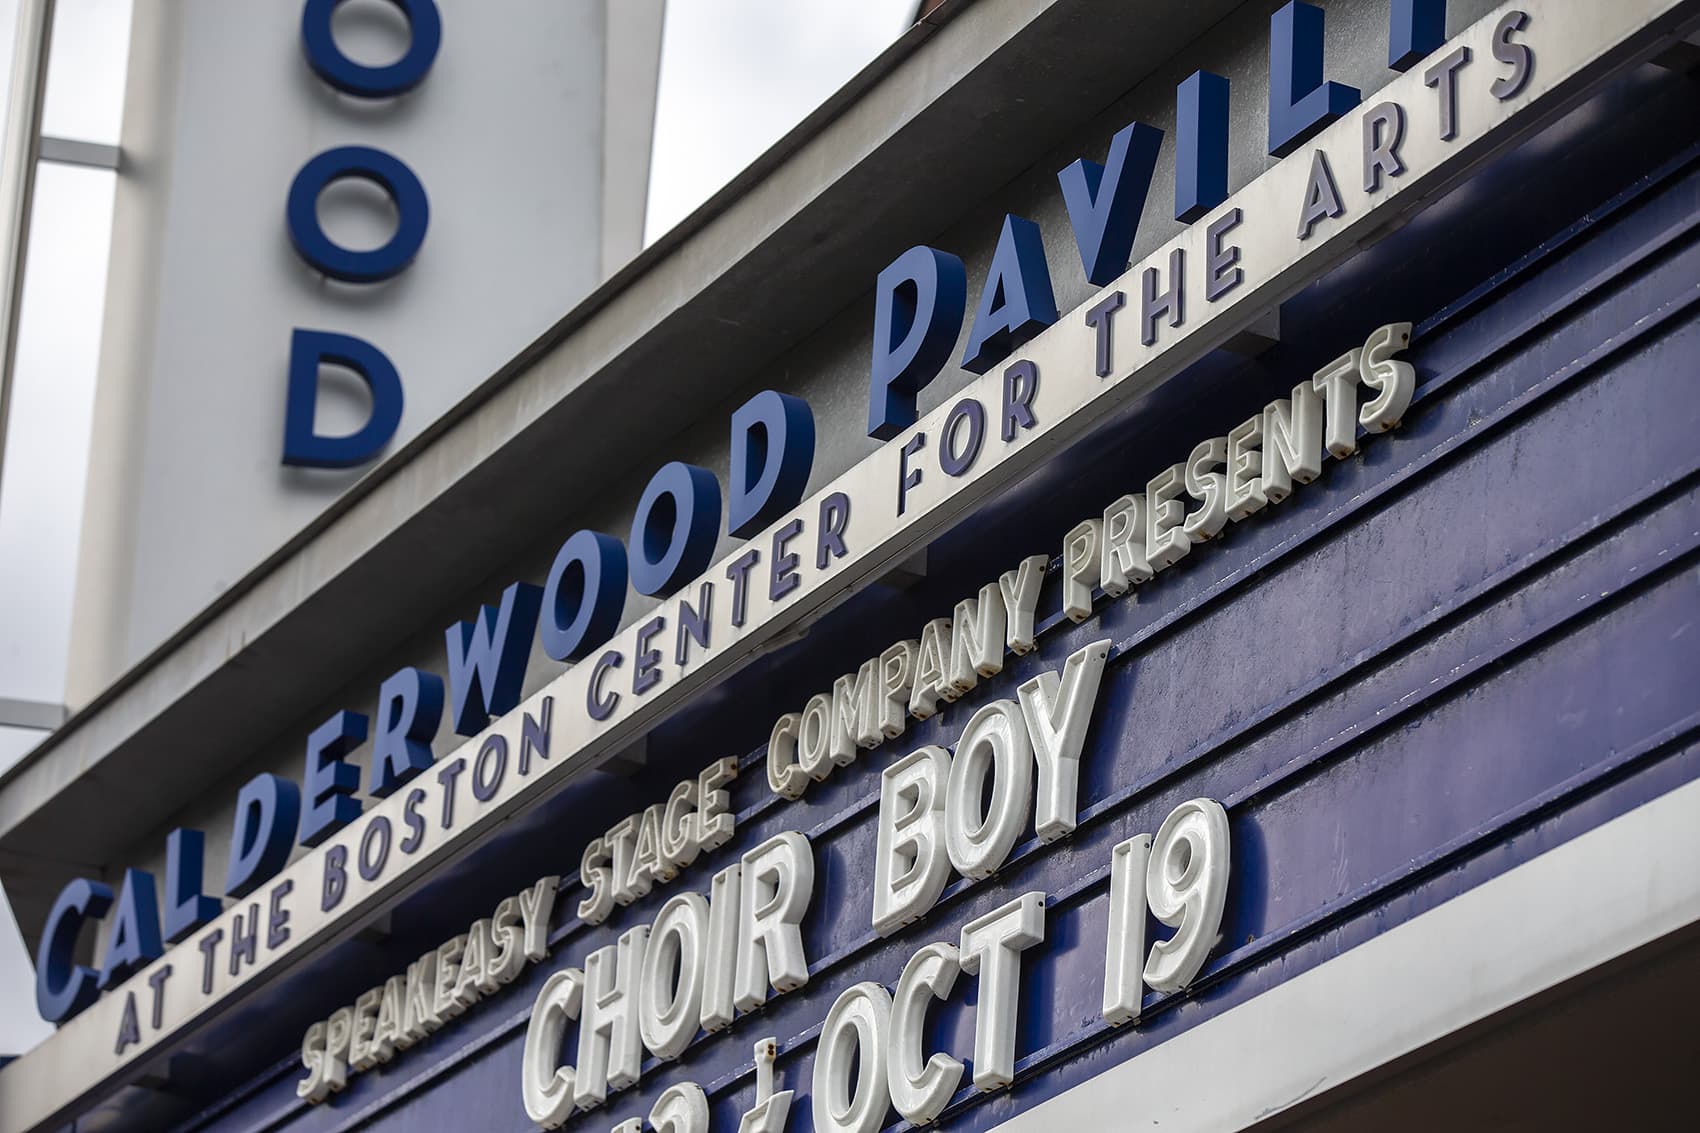 OOD
CALDERWOOD PAVILI
AT THE BOSTON CENTER FOR THE ARTS
SPEAKEASY STAGE COMPANY PRESENTS
CHOIR BOY
OCT 19